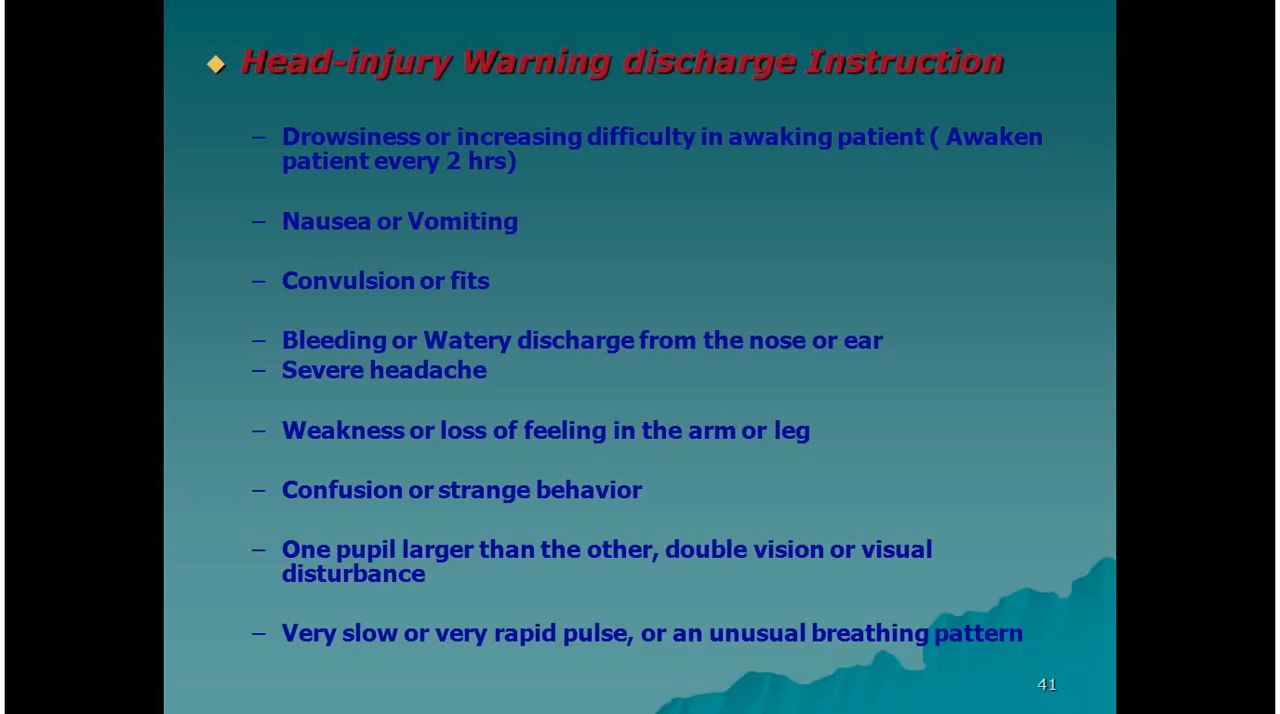 Head-injury Warning discharge Instruction
– Drowsiness or increasing difficulty in awaking patient ( Awaken
patient every 2 hrs)
– Nausea or Vomiting
– Convulsion or fits
– Bleeding or Watery discharge from the nose or ear
– Severe headache
– Weakness or loss of feeling in the arm or leg
– Confusion or strange behavior
– One pupil larger than the other, double vision or visual
disturbance
– Very slow or very rapid pulse, or an unusual breathing pattern
41